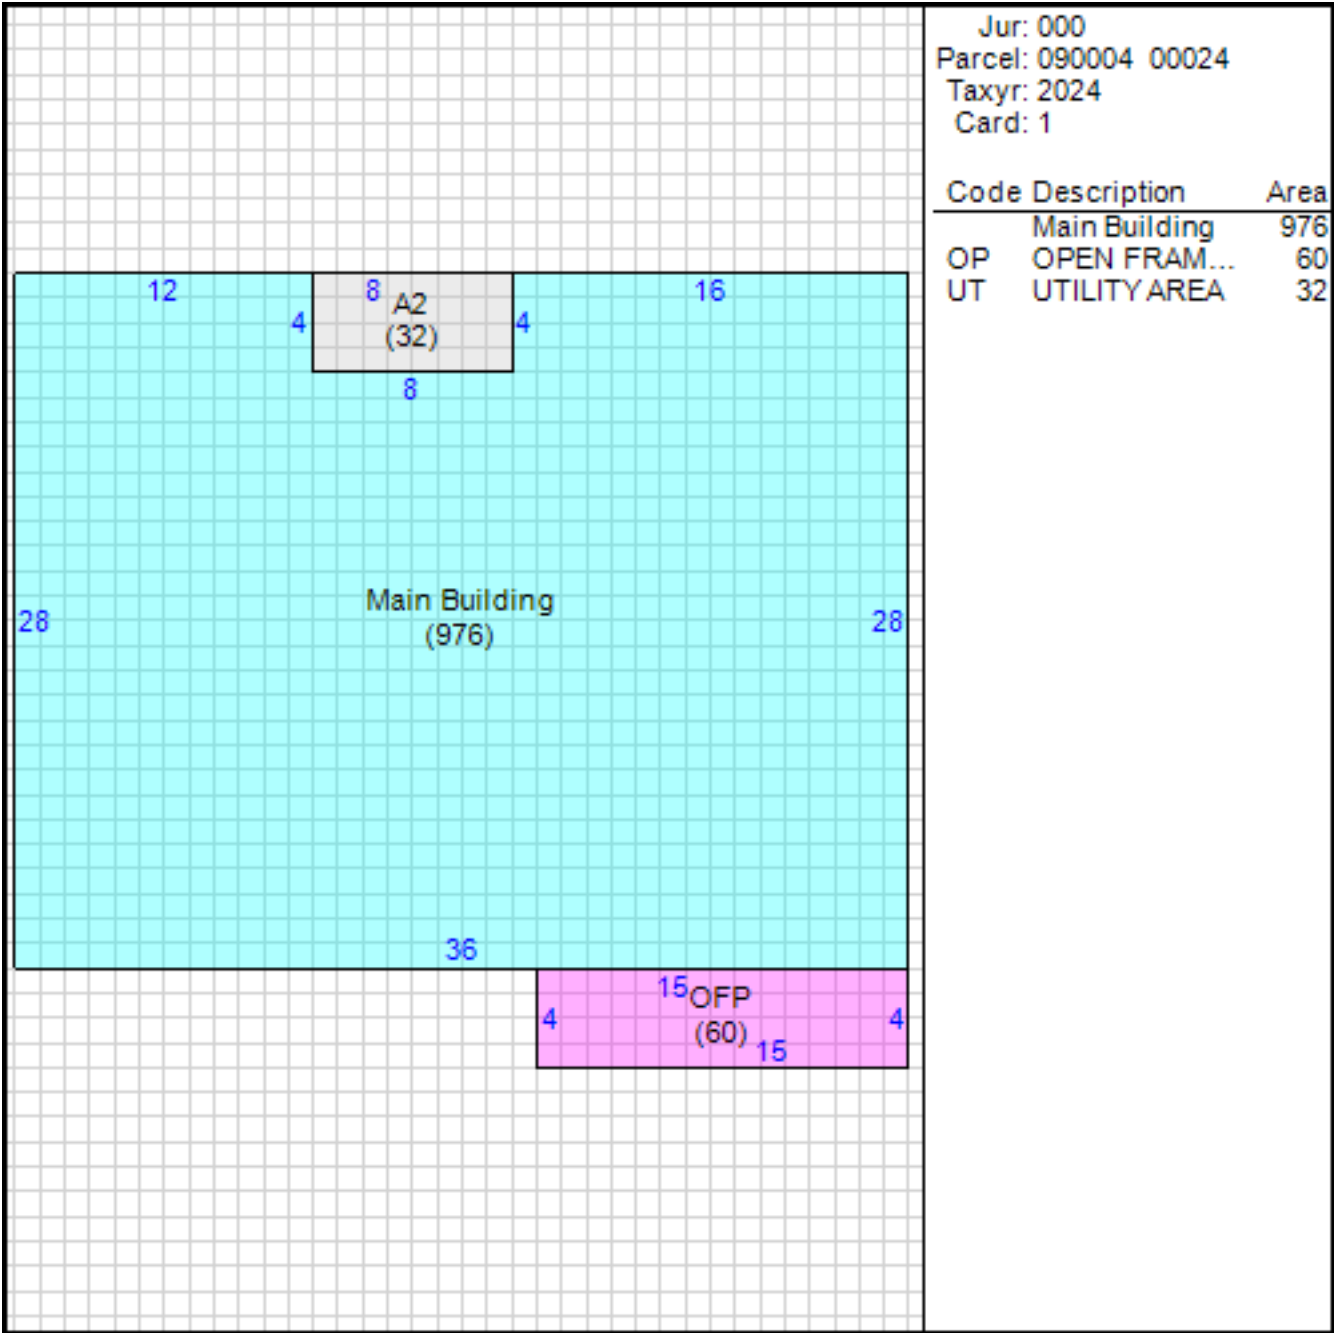 Jur: 000
Parcel: 090004 00024
Taxyr: 2024
Card: 1
Code Description Area
Main Building 976
OP OPEN FRAM... 60
UT UTILITY AREA 32
12
8
16
A2
4
4
(32)
8
Main Building
28
28
(976)
36
15
OFP
4
4
(60)
15